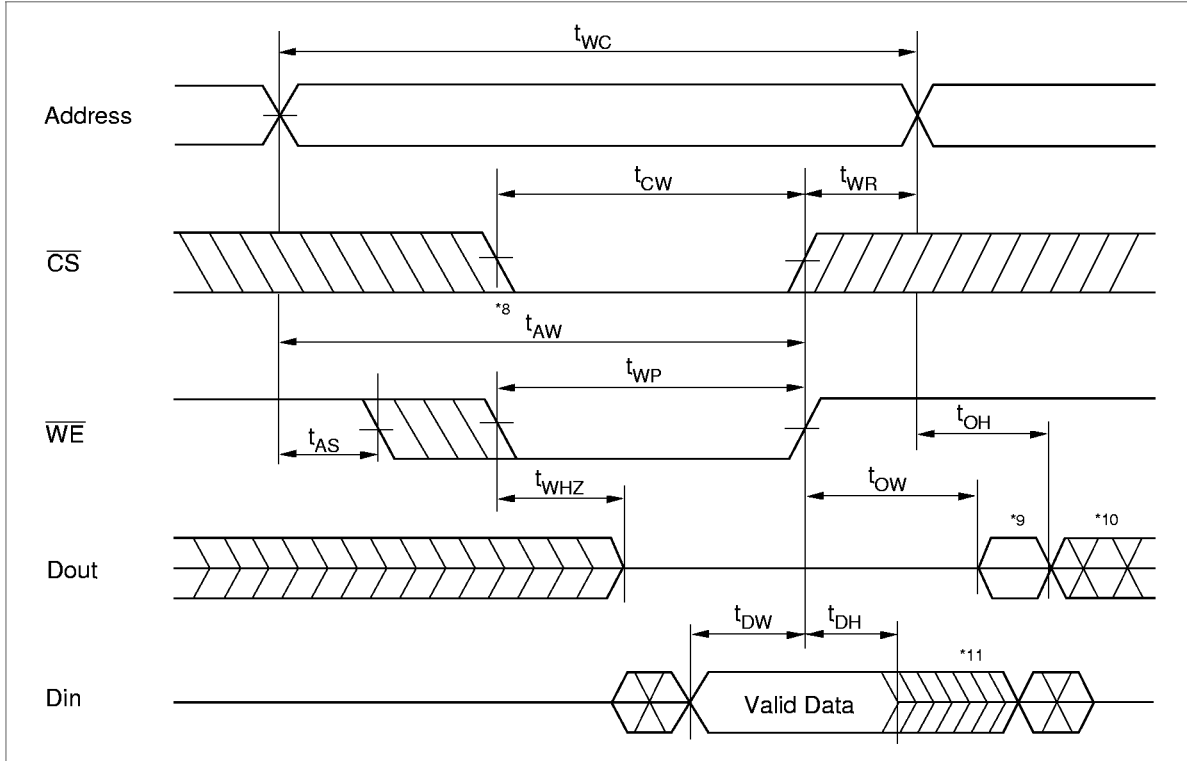 tWC
Address
tCW
tWR
CS
*8
tAW
tWP
WE
tAS
tOH
tWHZ
tOW
*9
*10
Dout
tDW
tDH
*11
Din
Valid Data